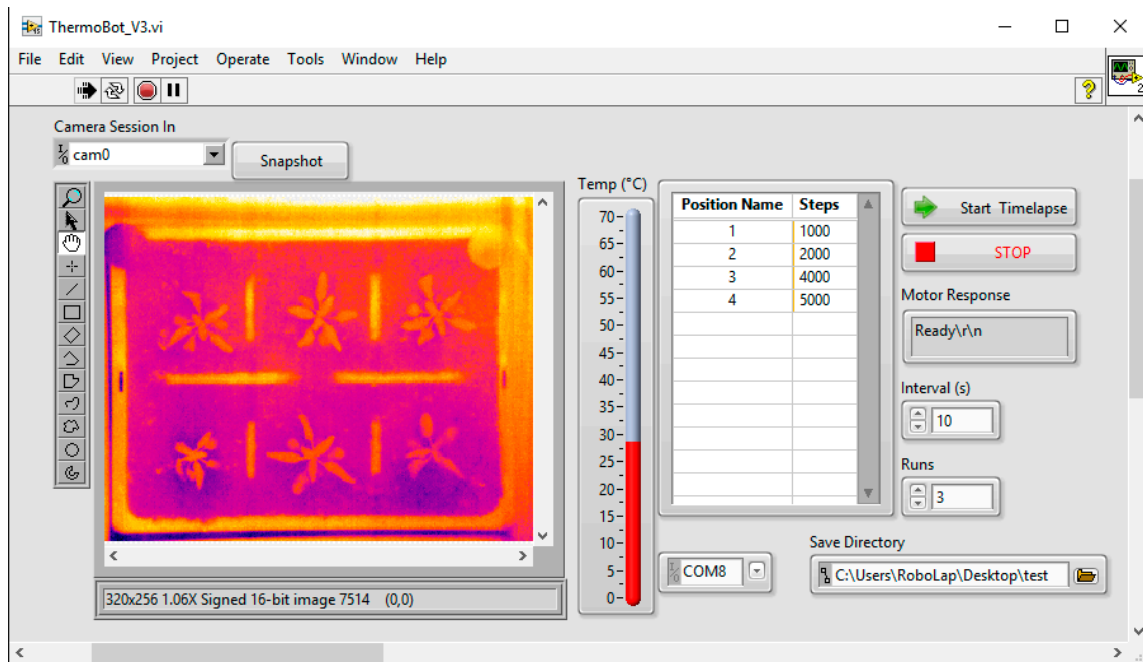 ThermoBot_V3.vi
File Edit View Project Operate Tools Window Help
2
Camera Session In
I/O cam0
Snapshot
320x256 1.06X Signed 16-bit image 7514 (0,0)
Temp (°C)
70
65
60
55
50
45
40
35
30
25
20
15
10
5
0
Position Name Steps
1 1000
2 2000
3 4000
4 5000
I/O COM8
Start Timelapse
STOP
Motor Response
Ready\r\n
Interval (s)
10
Runs
3
Save Directory
C:\Users\RoboLap\Desktop\test